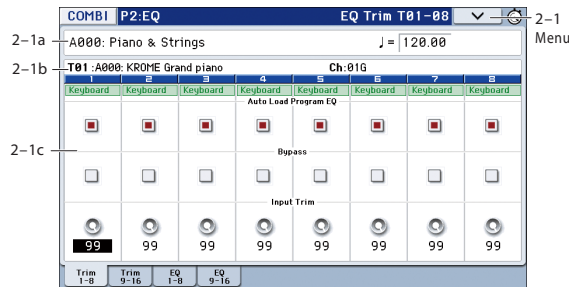 COMBI P2:EQ EQ Trim T01-08
2-1
Menu
2-1a
A000: Piano & Strings ♩= 120.00
2-1b
T01 :A000: KROME Grand piano Ch:01G
1 2 3 4 5 6 7 8
Keyboard Keyboard Keyboard Keyboard Keyboard Keyboard Keyboard Keyboard
Auto Load Program EQ
2-1c
Bypass
Input Trim
99 99 99 99 99 99 99 99
Trim 1-8 Trim 9-16 EQ 1-8 EQ 9-16